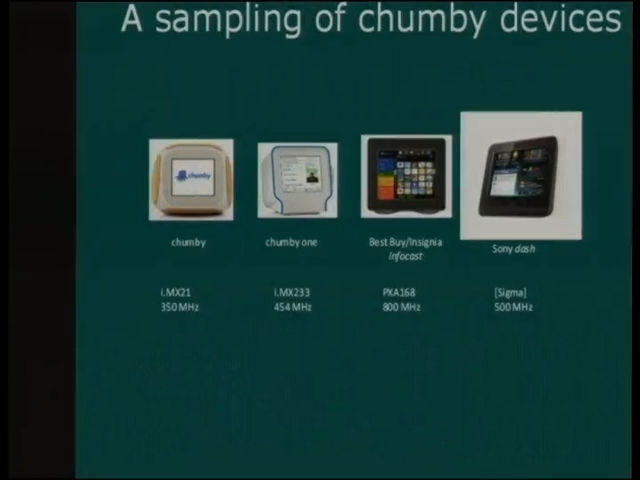 A sampling of chumby devices
chumby
chumby
chumby one
Best Buy/Insignia
infocast
Sony dash
i.MX21
350 MHz
i.MX233
454 MHz
PXA168
800 MHz
[Sigma]
500 MHz